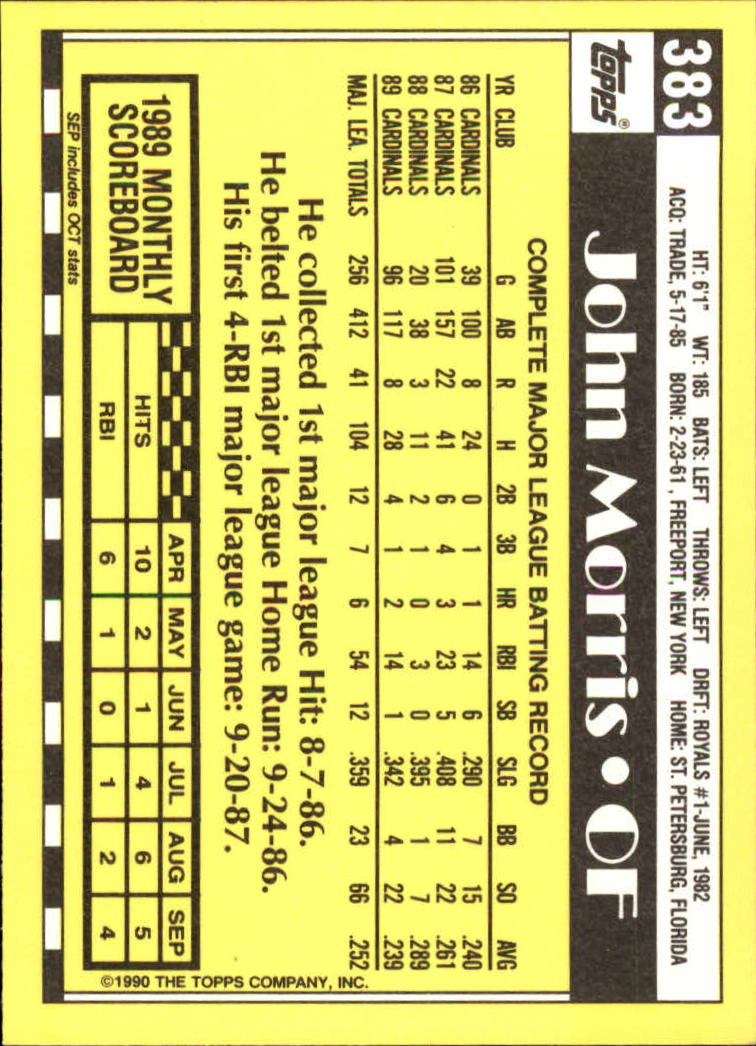 383
HT: 6'1" WT: 185 BATS: LEFT THROWS: LEFT DRFT: ROYALS #1-JUNE, 1982
ACQ: TRADE, 5-17-85 BORN: 2-23-61, FREEPORT, NEW YORK HOME: ST. PETERSBURG, FLORIDA
topps®
John Morris • OF
COMPLETE MAJOR LEAGUE BATTING RECORD
YR CLUB G AB R H 2B 3B HR RBI SB SLG BB SO AVG
86 CARDINALS 39 100 8 24 0 1 1 14 6 .290 7 15 .240
87 CARDINALS 101 157 22 41 6 4 3 23 5 .408 11 22 .261
88 CARDINALS 20 38 3 11 2 1 0 3 0 .395 1 7 .289
89 CARDINALS 96 117 8 28 4 1 2 14 1 .342 4 22 .239
MAJ. LEA. TOTALS 256 412 41 104 12 7 6 54 12 .359 23 66 .252
He collected 1st major league Hit: 8-7-86.
He belted 1st major league Home Run: 9-24-86.
His first 4-RBI major league game: 9-20-87.
1989 MONTHLY
SCOREBOARD
APR MAY JUN JUL AUG SEP
HITS 10 2 1 4 6 5
RBI 6 1 0 1 2 4
SEP includes OCT stats
©1990 THE TOPPS COMPANY, INC.